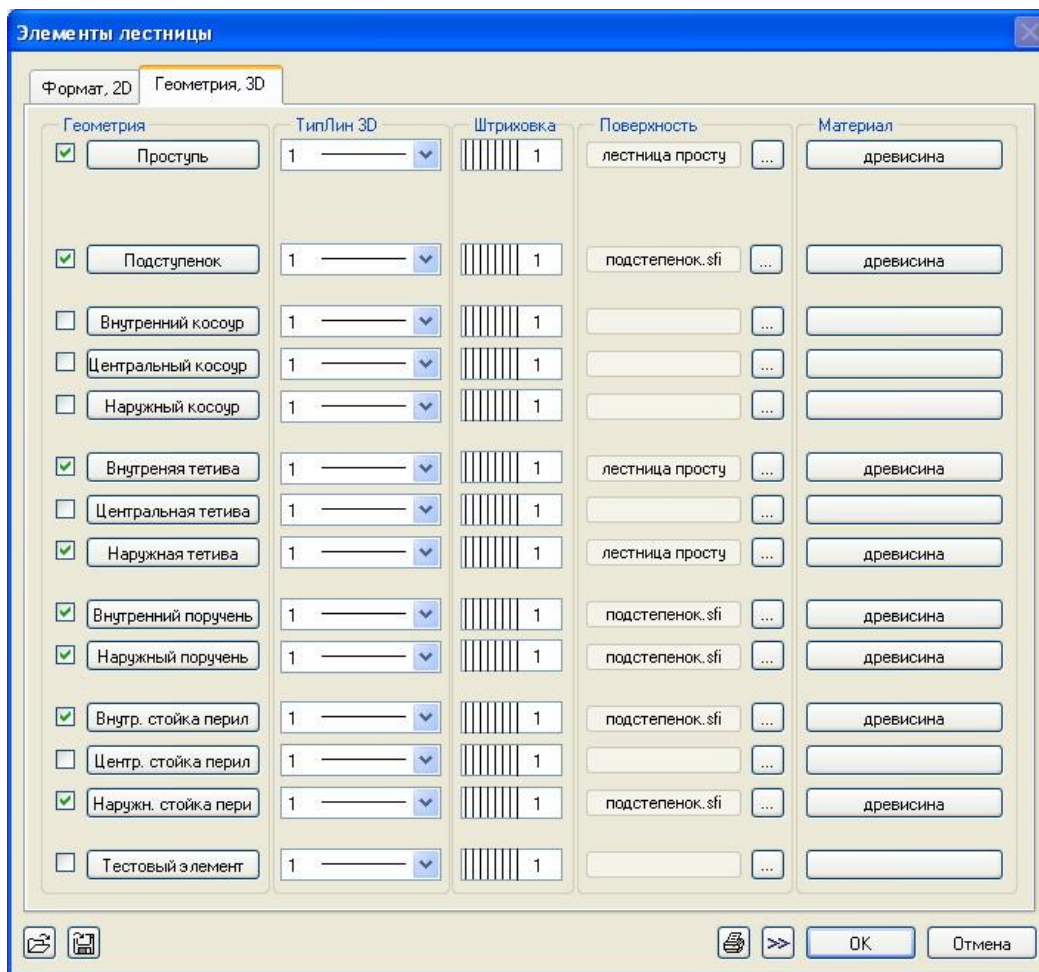 Элементы лестницы
Формат, 2D Геометрия, 3D
Геометрия ТипЛин 3D Штриховка Поверхность Материал
Проступь 1 1 лестница просту ... древисина
Подступенок 1 1 подстепенок.sfi ... древисина
Внутренний косоур 1 1 ...
Центральный косоур 1 1 ...
Наружный косоур 1 1 ...
Внутреняя тетива 1 1 лестница просту ... древисина
Центральная тетива 1 1 ...
Наружная тетива 1 1 лестница просту ... древисина
Внутренний поручень 1 1 подстепенок.sfi ... древисина
Наружный поручень 1 1 подстепенок.sfi ... древисина
Внутр. стойка перил 1 1 подстепенок.sfi ... древисина
Центр. стойка перил 1 1 ...
Наружн. стойка пери 1 1 подстепенок.sfi ... древисина
Тестовый элемент 1 1 ...
>> OK Отмена